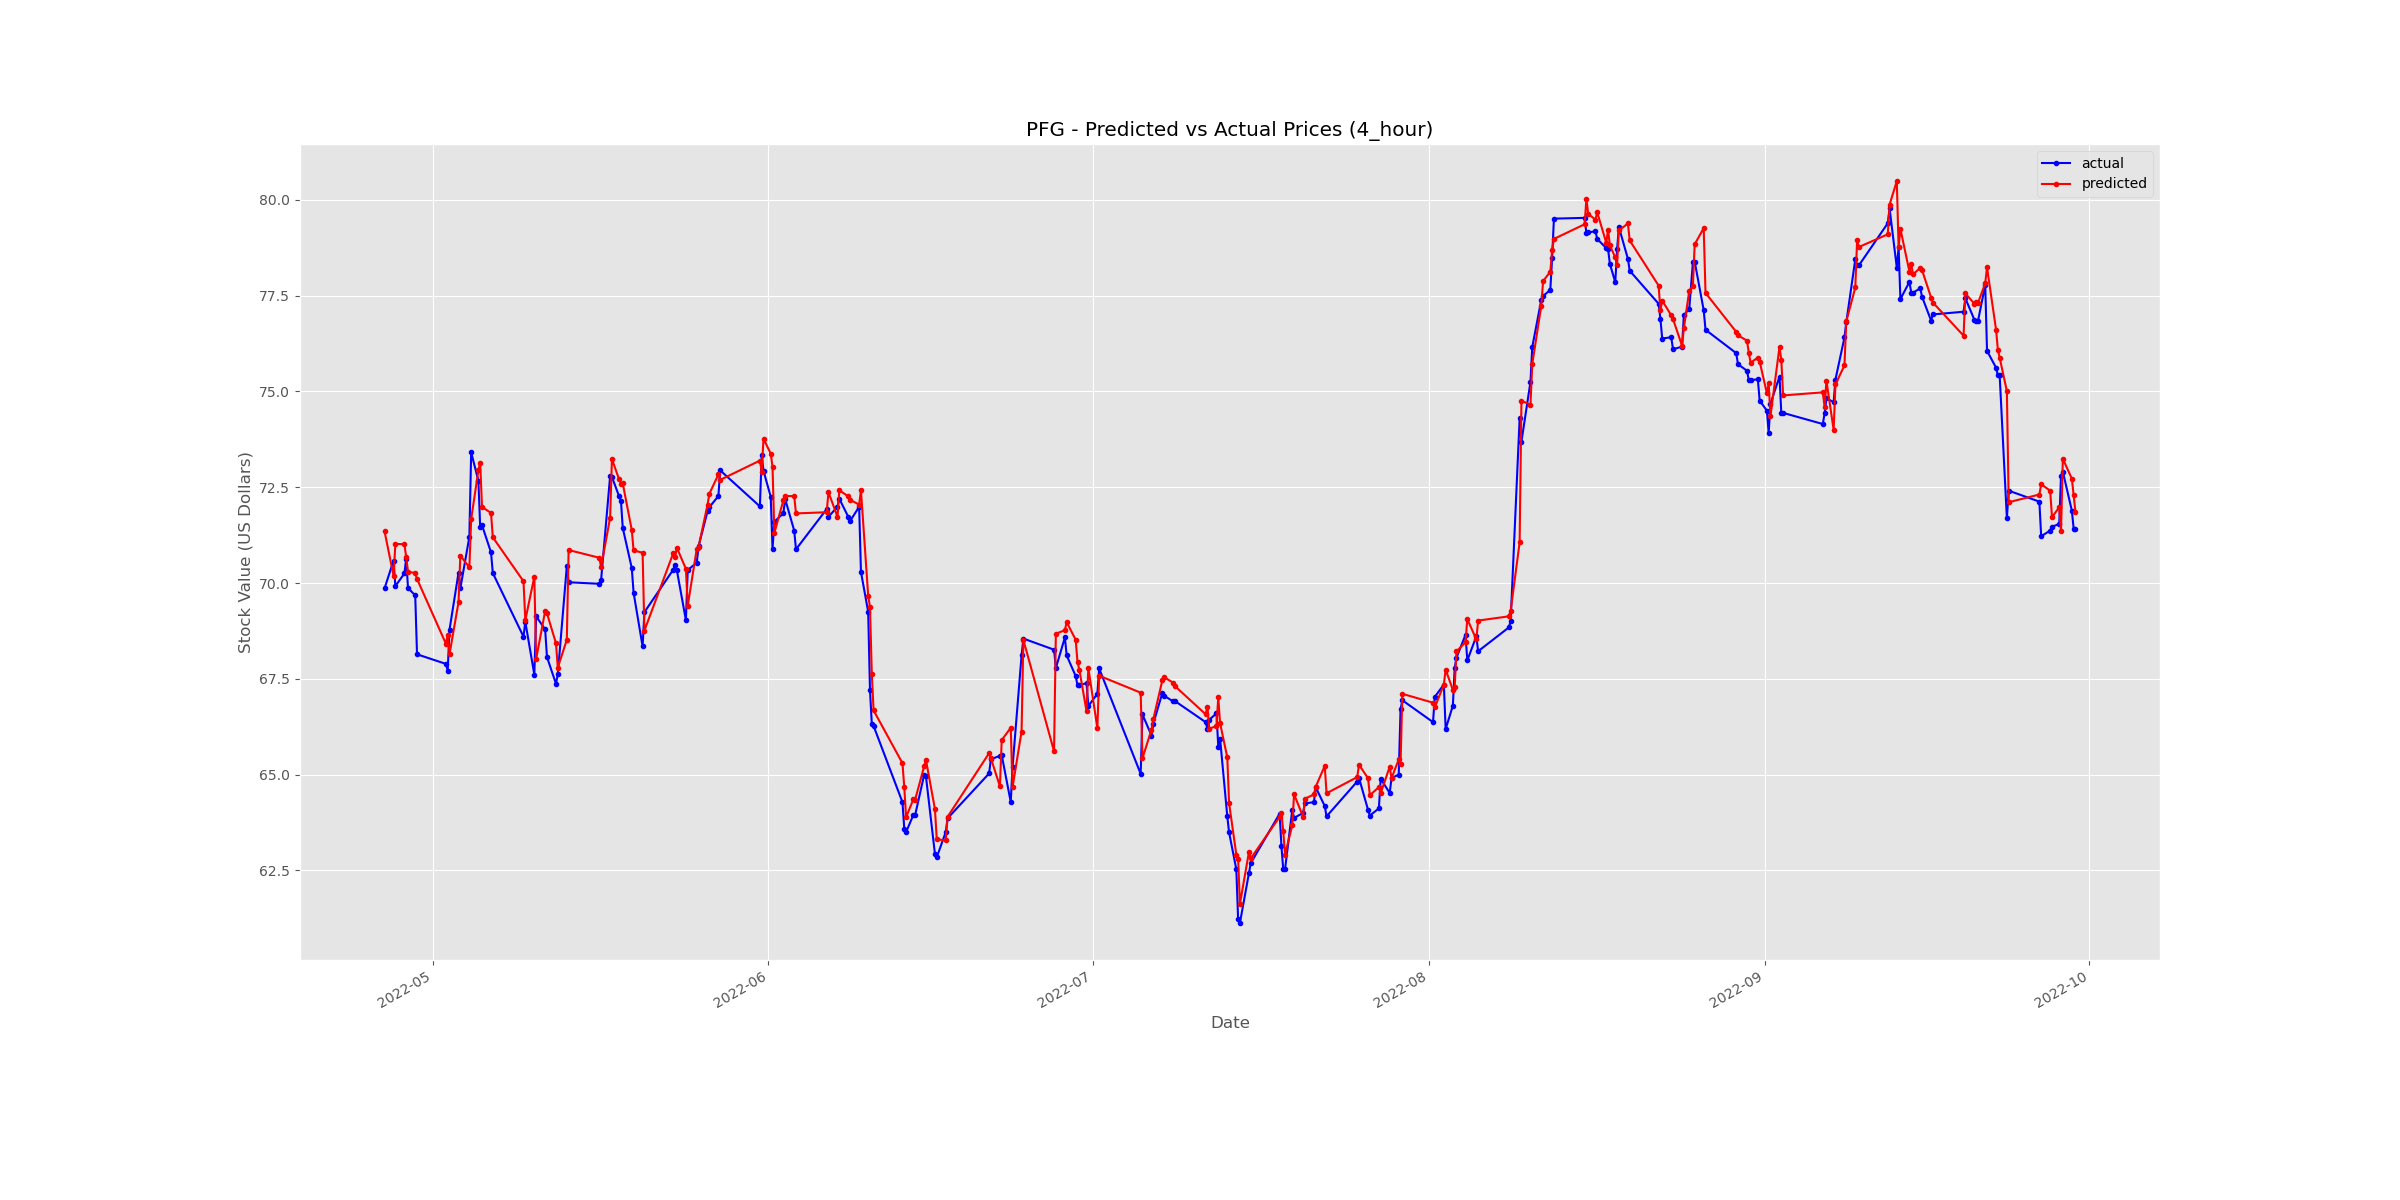 PFG - Predicted vs Actual Prices (4_hour)
actual
predicted
80.0
77.5
75.0
72.5
70.0
67.5
65.0
62.5
Stock Value (US Dollars)
2022-05
2022-06
2022-07
2022-08
2022-09
2022-10
Date